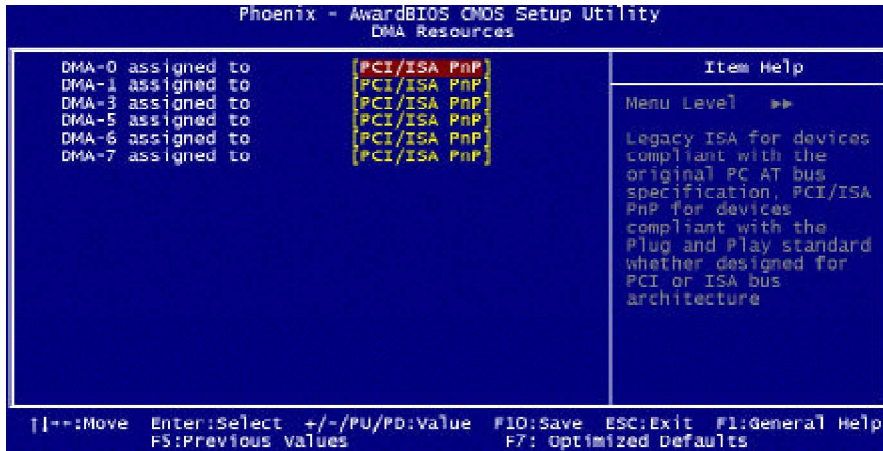 Phoenix - AwardBIOS CMOS Setup Utility
DMA Resources
DMA-0 assigned to [PCI/ISA PnP]
DMA-1 assigned to [PCI/ISA PnP]
DMA-3 assigned to [PCI/ISA PnP]
DMA-5 assigned to [PCI/ISA PnP]
DMA-6 assigned to [PCI/ISA PnP]
DMA-7 assigned to [PCI/ISA PnP]
Item Help
Menu Level ▸▸
Legacy ISA for devices
compliant with the
original PC AT bus
specification, PCI/ISA
PnP for devices
compliant with the
Plug and Play standard
whether designed for
PCI or ISA bus
architecture
↑↓←→:Move Enter:Select +/-/PU/PD:Value F10:Save ESC:Exit F1:General Help
F5:Previous Values F7: Optimized Defaults